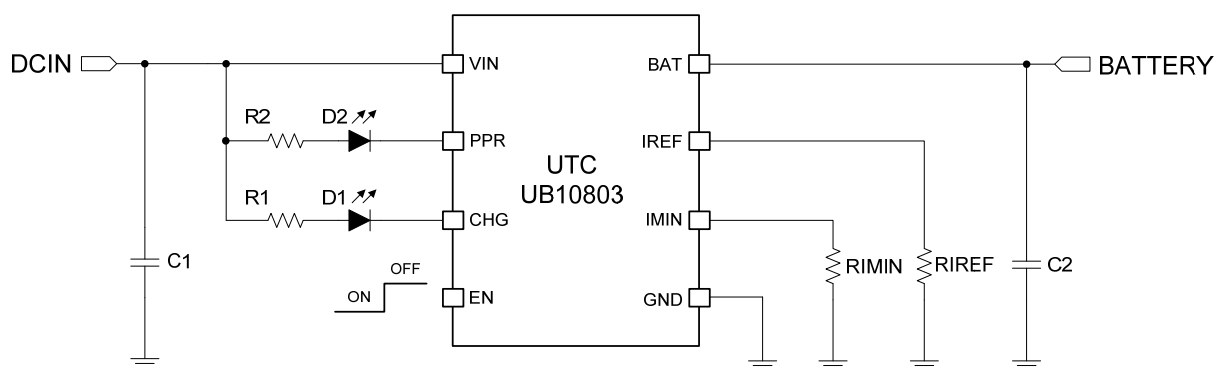 DCIN
VIN
BAT
BATTERY
R2
D2
PPR
IREF
UTC
UB10803
R1
D1
CHG
IMIN
C1
RIMIN
RIREF
C2
OFF
ON
EN
GND